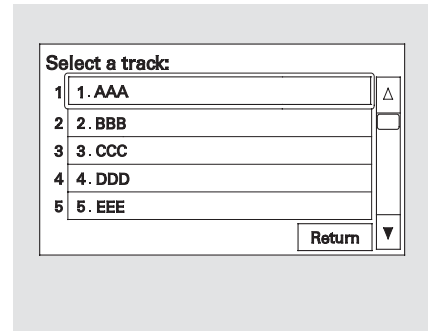 Select a track:
1 1. AAA
2 2. BBB
3 3. CCC
4 4. DDD
5 5. EEE
Return